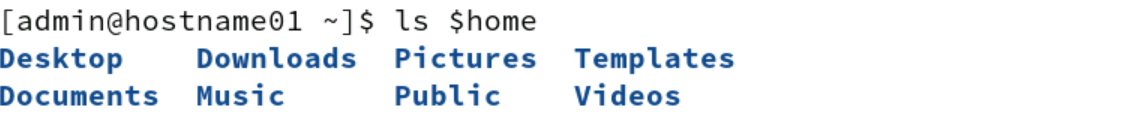 [admin@hostname01 ~]$ ls $home
Desktop    Downloads  Pictures  Templates
Documents  Music      Public    Videos